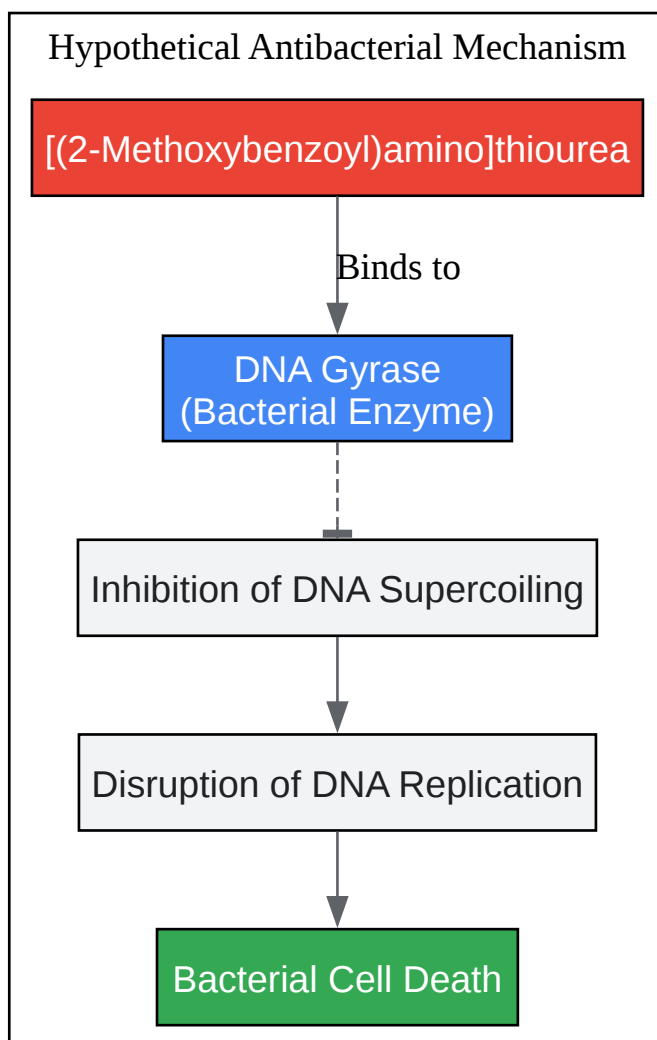 Hypothetical Antibacterial Mechanism
[(2-Methoxybenzoyl)amino]thiourea
Binds to
DNA Gyrase
(Bacterial Enzyme)
Inhibition of DNA Supercoiling
Disruption of DNA Replication
Bacterial Cell Death